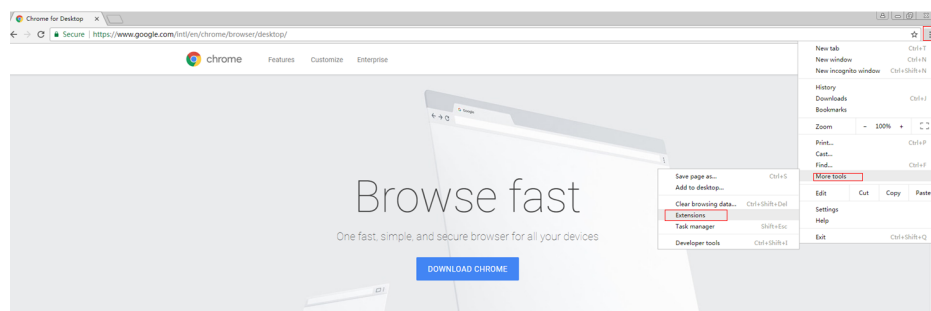 Chrome for Desktop
Secure | https://www.google.com/intl/en/chrome/browser/desktop/
chrome Features Customize Enterprise
Google
Browse fast
One fast, simple, and secure browser for all your devices
DOWNLOAD CHROME
New tab Ctrl+T
New window Ctrl+N
New incognito window Ctrl+Shift+N
History
Downloads Ctrl+J
Bookmarks
Zoom - 100% +
Print... Ctrl+P
Cast...
Find... Ctrl+F
More tools
Edit Cut Copy Paste
Settings
Help
Exit Ctrl+Shift+Q
Save page as... Ctrl+S
Add to desktop...
Clear browsing data... Ctrl+Shift+Del
Extensions
Task manager Shift+Esc
Developer tools Ctrl+Shift+I